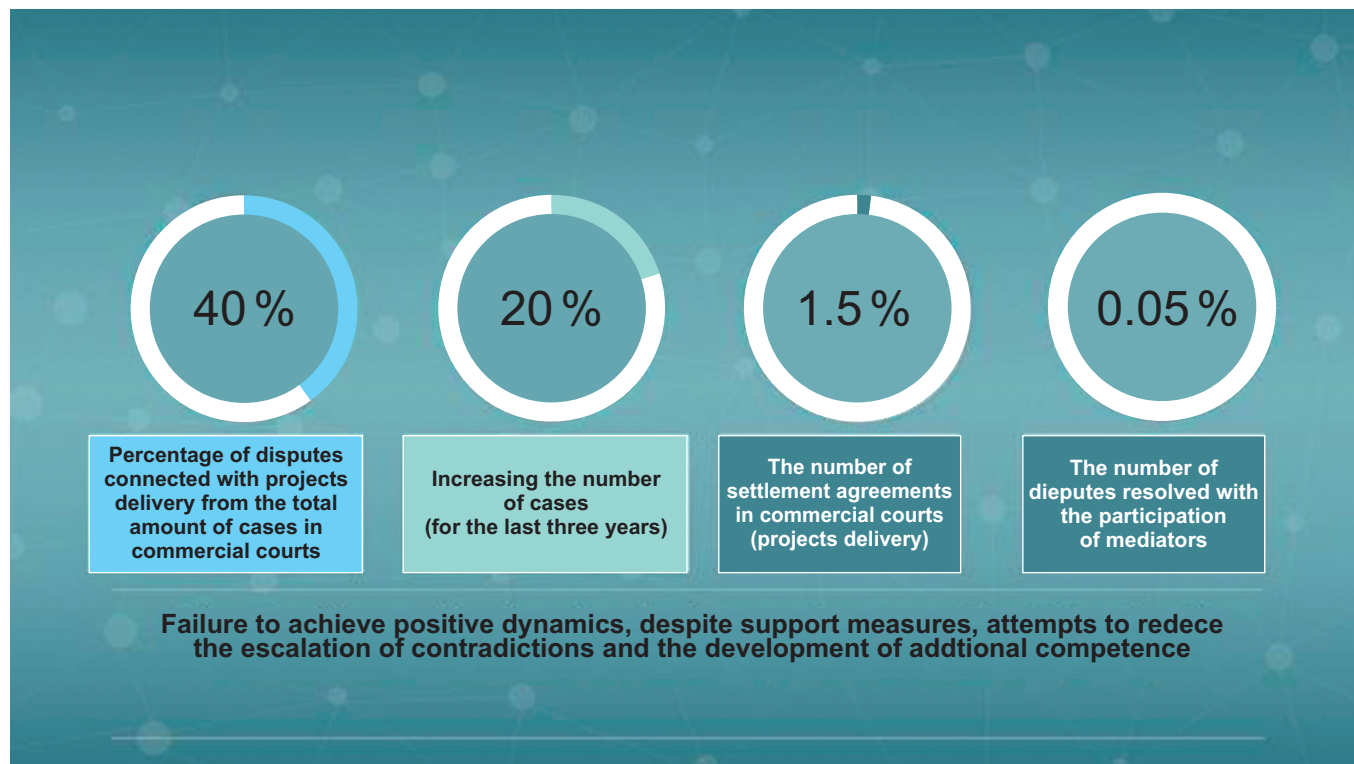 40 %
20 %
1.5 %
0.05 %
Percentage of disputes
connected with projects
delivery from the total
amount of cases in
commercial courts
Increasing the number
of cases
(for the last three years)
The number of
settlement agreements
in commercial courts
(projects delivery)
The number of
dieputes resolved with
the participation
of mediators
Failure to achieve positive dynamics, despite support measures, attempts to redece
the escalation of contradictions and the development of addtional competence